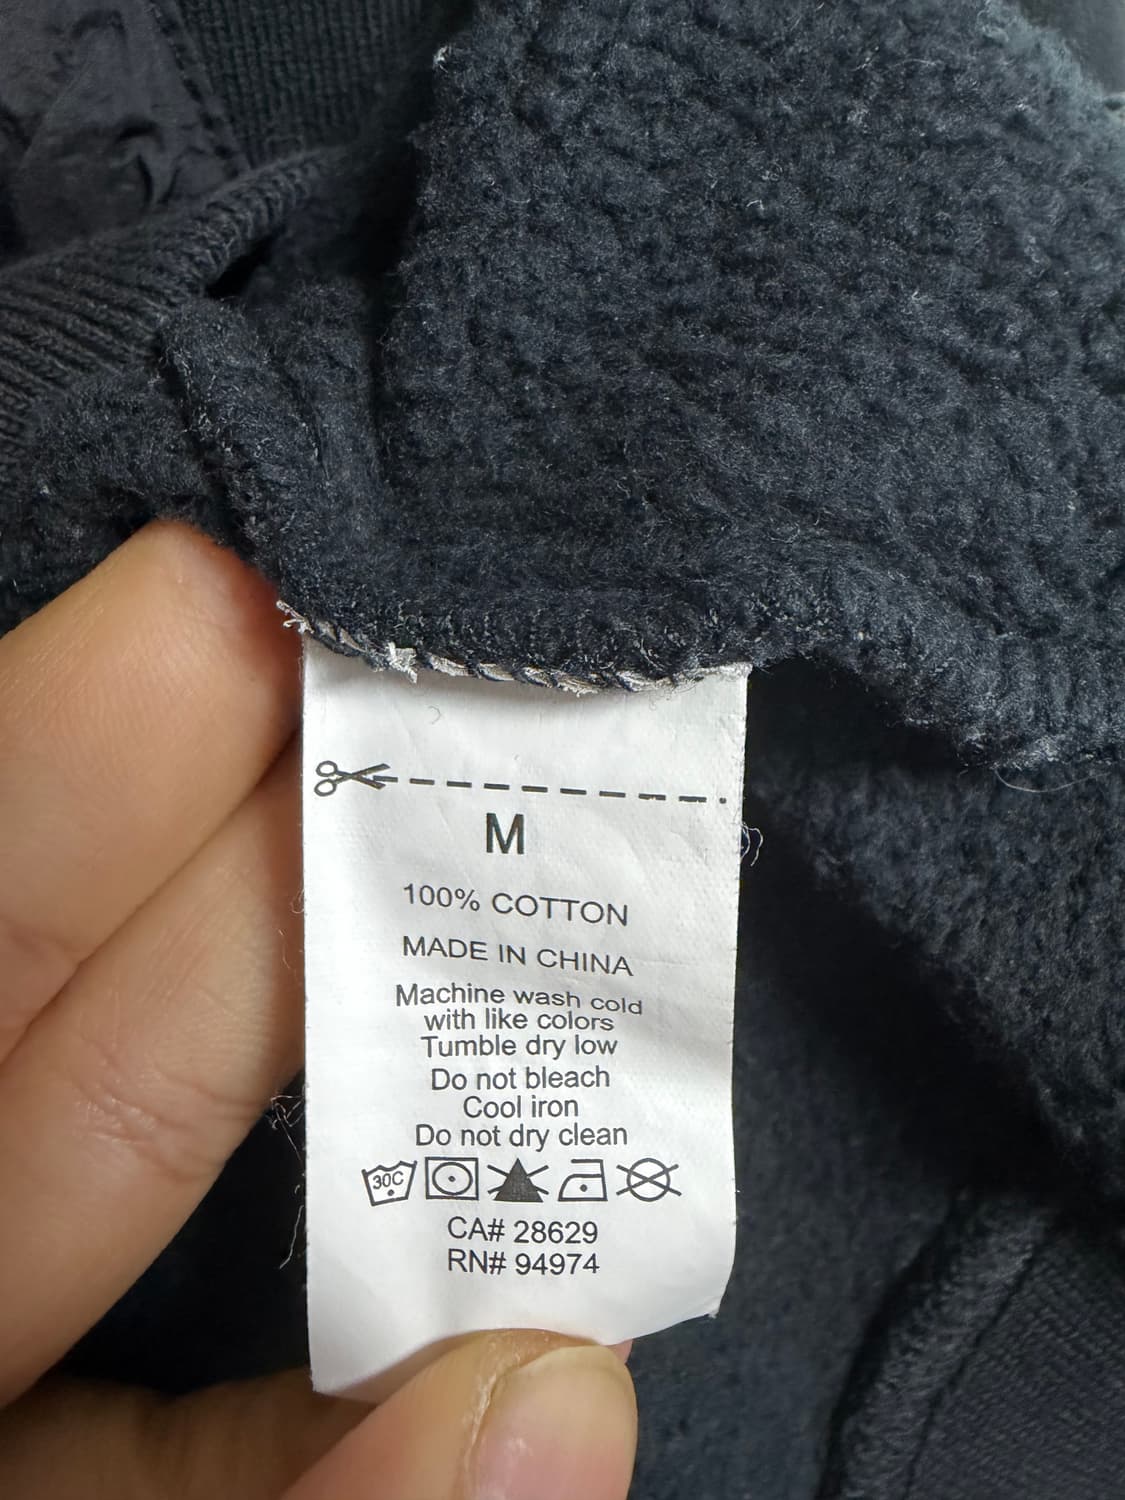 M
100% COTTON
MADE IN CHINA
Machine wash cold
with like colors
Tumble dry low
Do not bleach
Cool iron
Do not dry clean
30C
CA# 28629
RN# 94974